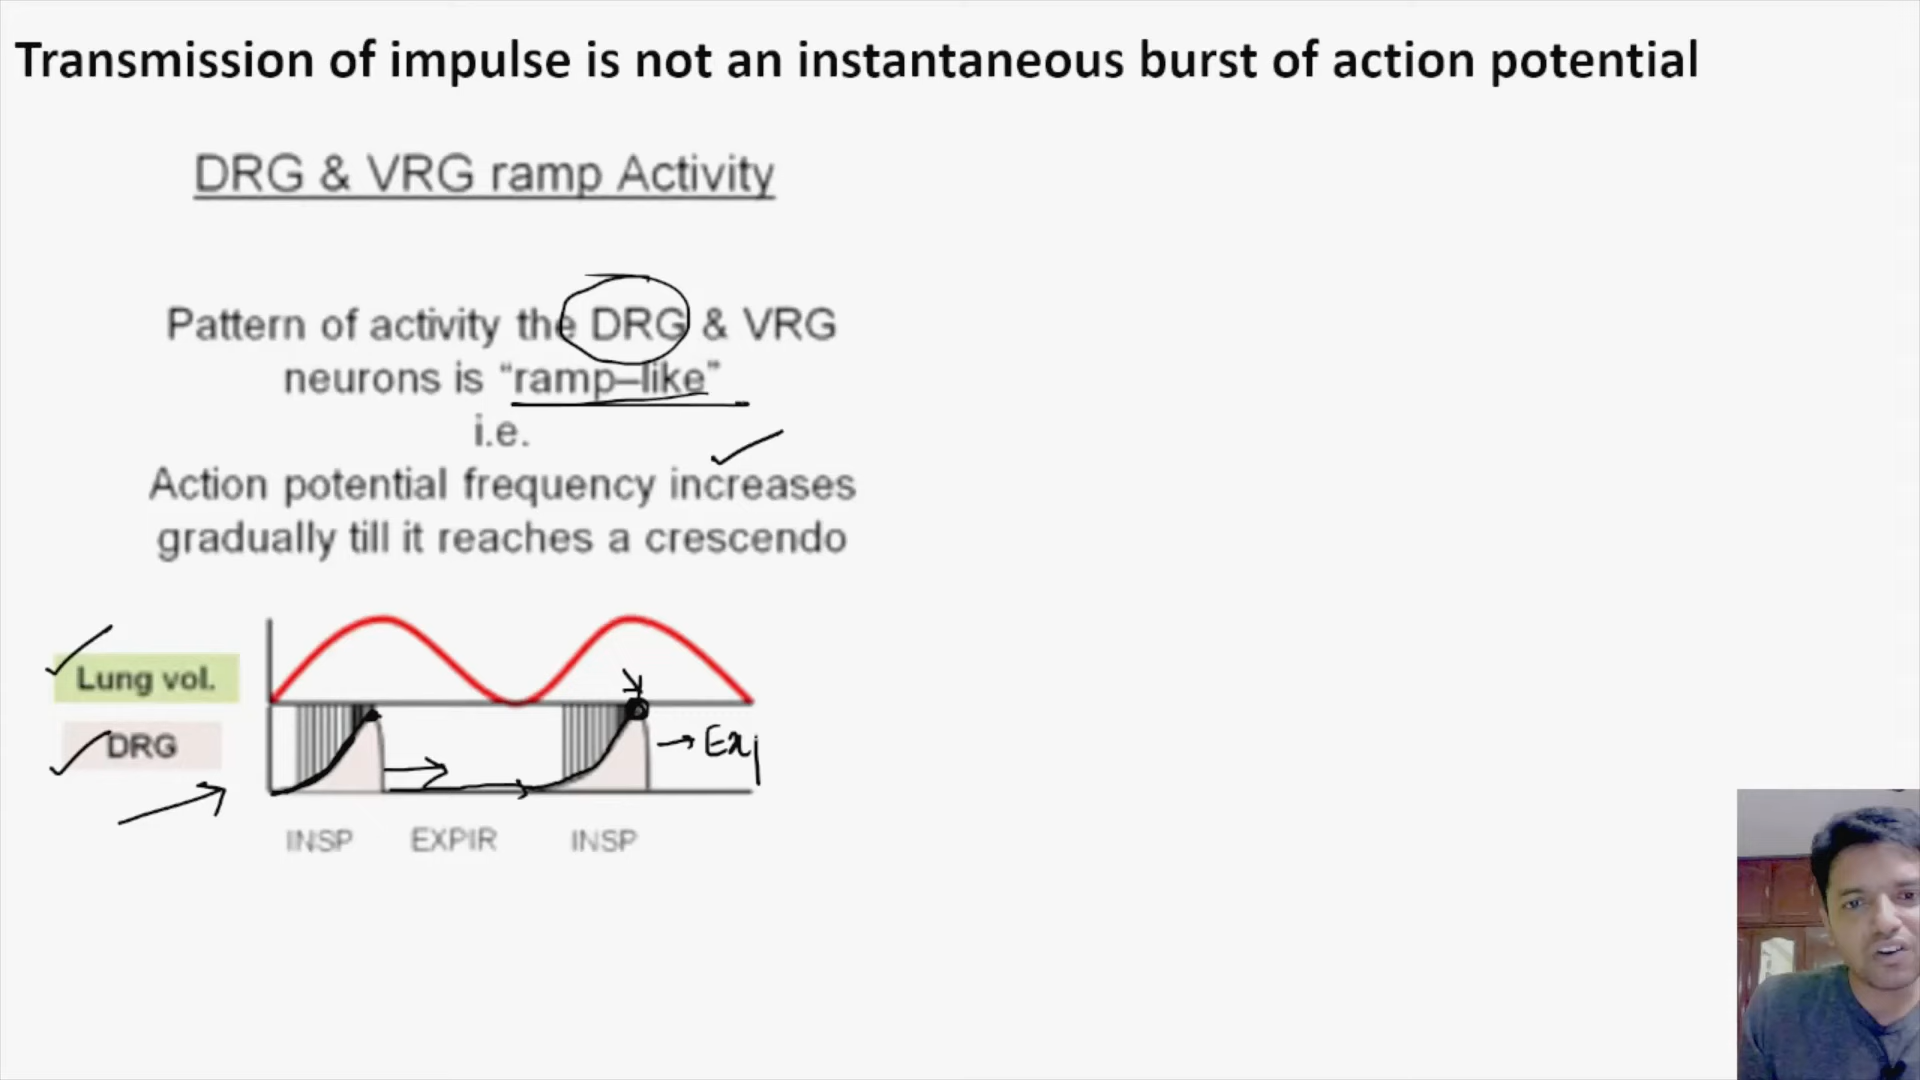 Transmission of impulse is not an instantaneous burst of action potential
DRG & VRG ramp Activity
Pattern of activity the DRG & VRG
neurons is “ramp–like”
i.e.
Action potential frequency increases
gradually till it reaches a crescendo
Lung vol.
DRG
Exp
INSP EXPIR INSP